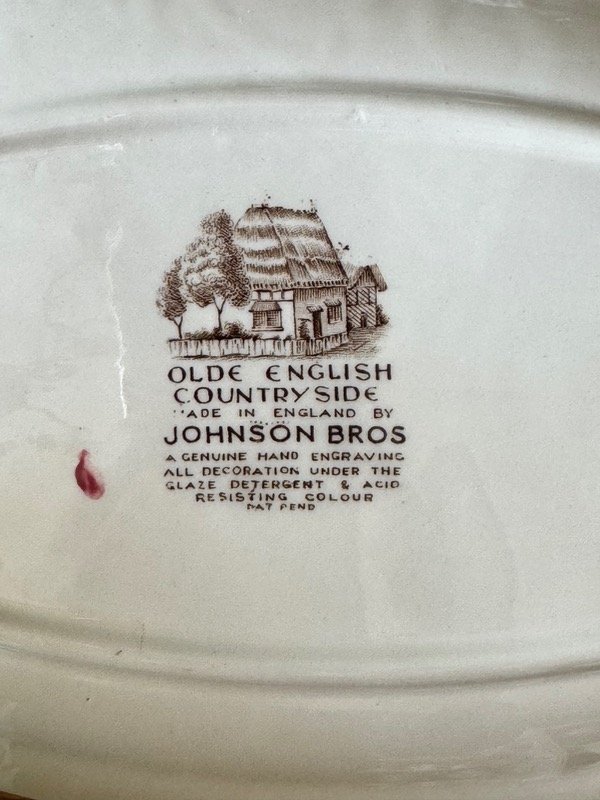 OLDE ENGLISH
COUNTRYSIDE
MADE IN ENGLAND BY
JOHNSON BROS
A GENUINE HAND ENGRAVING
ALL DECORATION UNDER THE
GLAZE DETERGENT & ACID
RESISTING COLOUR
PAT PEND